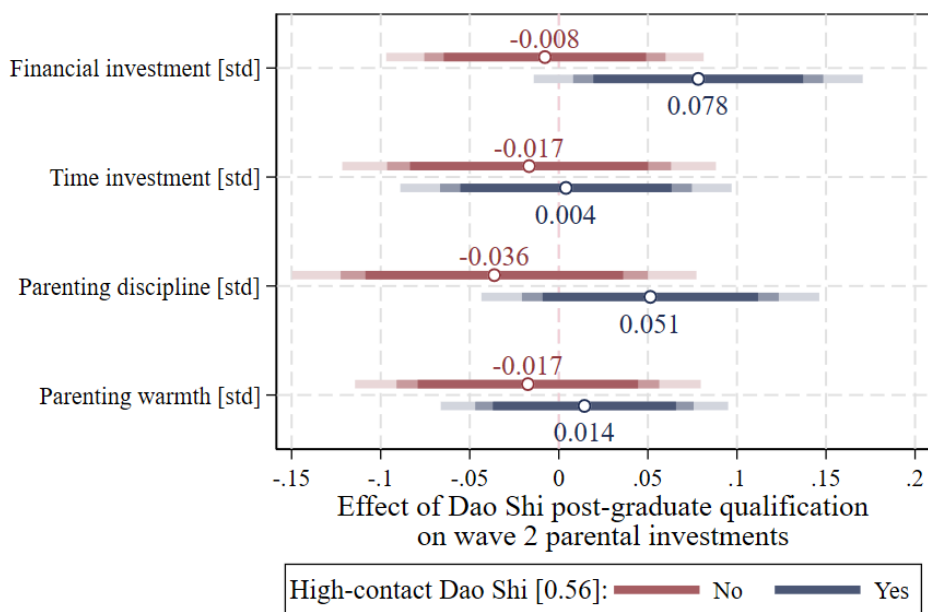 -0.008
Financial investment [std]
0.078
-0.017
Time investment [std]
0.004
-0.036
Parenting discipline [std]
0.051
-0.017
Parenting warmth [std]
0.014
-.15 -.1 -.05 0 .05 .1 .15 .2
Effect of Dao Shi post-graduate qualification
on wave 2 parental investments
High-contact Dao Shi [0.56]: No Yes